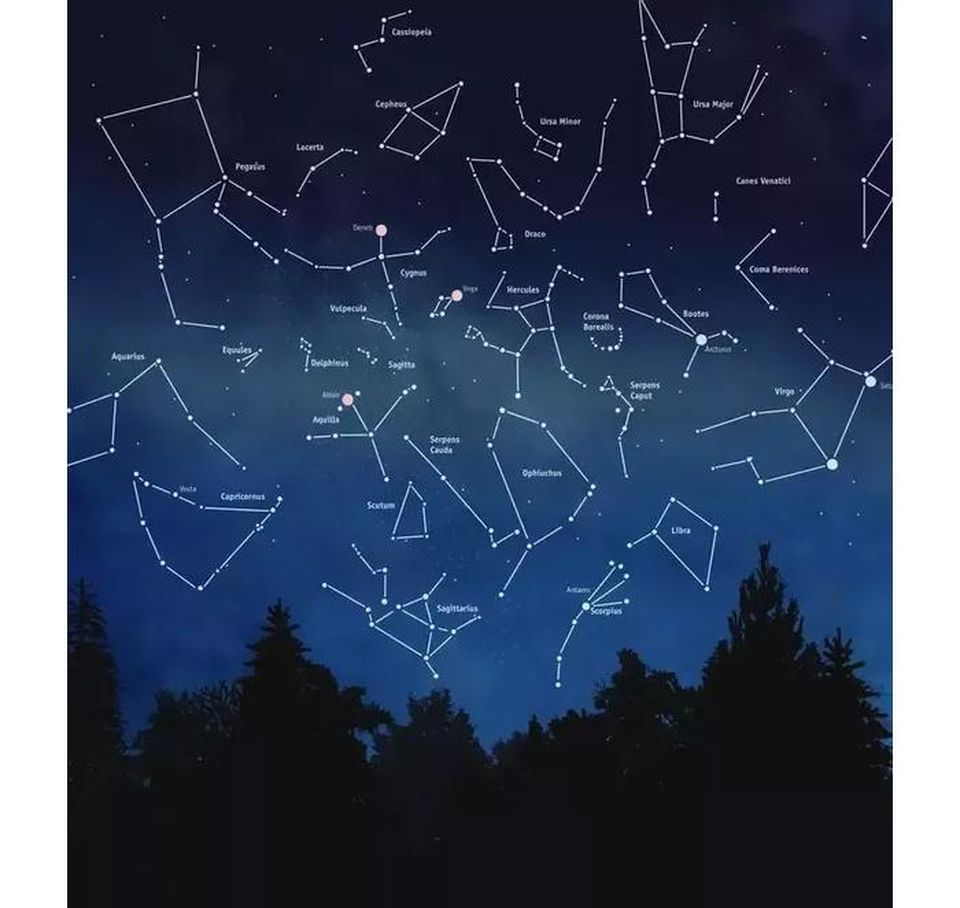 Cassiopeia
Cepheus
Ursa Minor
Ursa Major
Lacerta
Pegasus
Canes Venatici
Deneb
Draco
Cygnus
Coma Berenices
Vega
Hercules
Vulpecula
Corona
Borealis
Bootes
Arcturus
Equules
Aquarius
Delphinus
Sagitta
Serpens
Caput
Virgo
Altair
Aquilla
Serpens
Cauda
Ophiuchus
Vesta
Capricornus
Scutum
Libra
Antares
Scorpius
Sagittarius